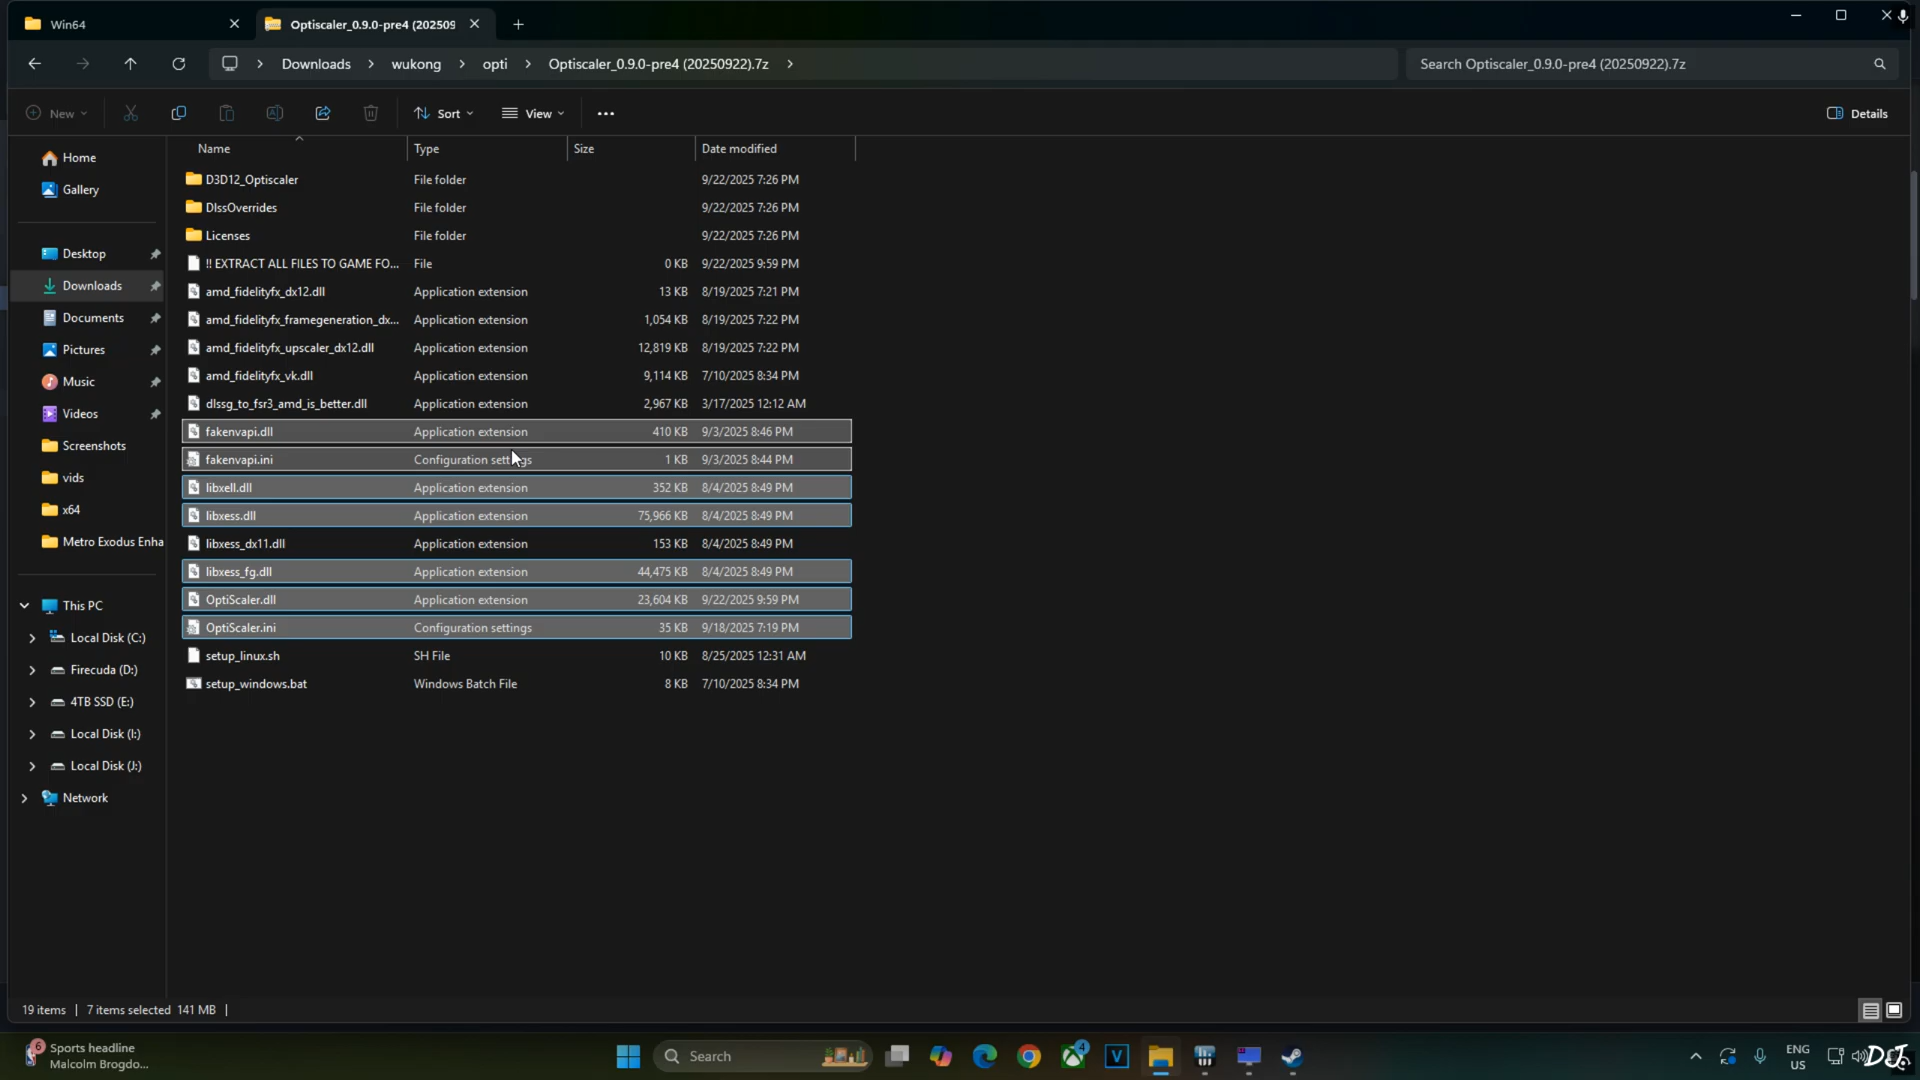 Win64
Optiscaler_0.9.0-pre4 (202509
Downloads
wukong
opti
Optiscaler_0.9.0-pre4 (20250922).7z
Search Optiscaler_0.9.0-pre4 (20250922).7z
New
Sort
View
Details
Name Type Size Date modified
Home
Gallery
Desktop
Downloads
Documents
Pictures
Music
Videos
Screenshots
vids
x64
Metro Exodus Enha
This PC
Local Disk (C:)
Firecuda (D:)
4TB SSD (E:)
Local Disk (I:)
Local Disk (J:)
Network
D3D12_Optiscaler File folder 9/22/2025 7:26 PM
DlssOverrides File folder 9/22/2025 7:26 PM
Licenses File folder 9/22/2025 7:26 PM
!! EXTRACT ALL FILES TO GAME FO... File 0 KB 9/22/2025 9:59 PM
amd_fidelityfx_dx12.dll Application extension 13 KB 8/19/2025 7:21 PM
amd_fidelityfx_framegeneration_dx... Application extension 1,054 KB 8/19/2025 7:22 PM
amd_fidelityfx_upscaler_dx12.dll Application extension 12,819 KB 8/19/2025 7:22 PM
amd_fidelityfx_vk.dll Application extension 9,114 KB 7/10/2025 8:34 PM
dlssg_to_fsr3_amd_is_better.dll Application extension 2,967 KB 3/17/2025 12:12 AM
fakenvapi.dll Application extension 410 KB 9/3/2025 8:46 PM
fakenvapi.ini Configuration settings 1 KB 9/3/2025 8:44 PM
libxell.dll Application extension 352 KB 8/4/2025 8:49 PM
libxess.dll Application extension 75,966 KB 8/4/2025 8:49 PM
libxess_dx11.dll Application extension 153 KB 8/4/2025 8:49 PM
libxess_fg.dll Application extension 44,475 KB 8/4/2025 8:49 PM
OptiScaler.dll Application extension 23,604 KB 9/22/2025 9:59 PM
OptiScaler.ini Configuration settings 35 KB 9/18/2025 7:19 PM
setup_linux.sh SH File 10 KB 8/25/2025 12:31 AM
setup_windows.bat Windows Batch File 8 KB 7/10/2025 8:34 PM
19 items 7 items selected 141 MB
6
Sports headline
Malcolm Brogdo...
Search
4
V
ENG
US